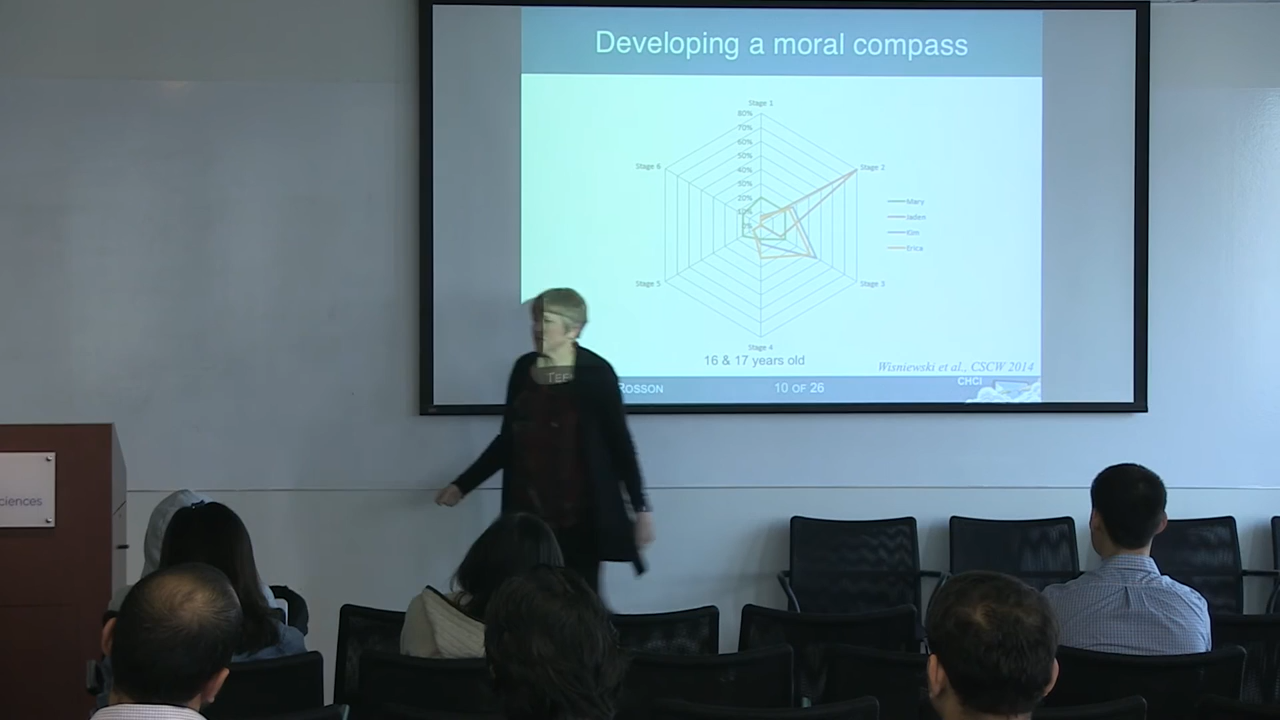 Developing a moral compass
Stage 1
80%
70%
60%
50%
40%
30%
20%
Stage 6
Stage 2
Mary
Jaden
Kim
Erica
Stage 5
Stage 3
Stage 4
16 & 17 years old
Wisniewski et al., CSCW 2014
ROSSON
10 OF 26
CHCI
TEE
ciences